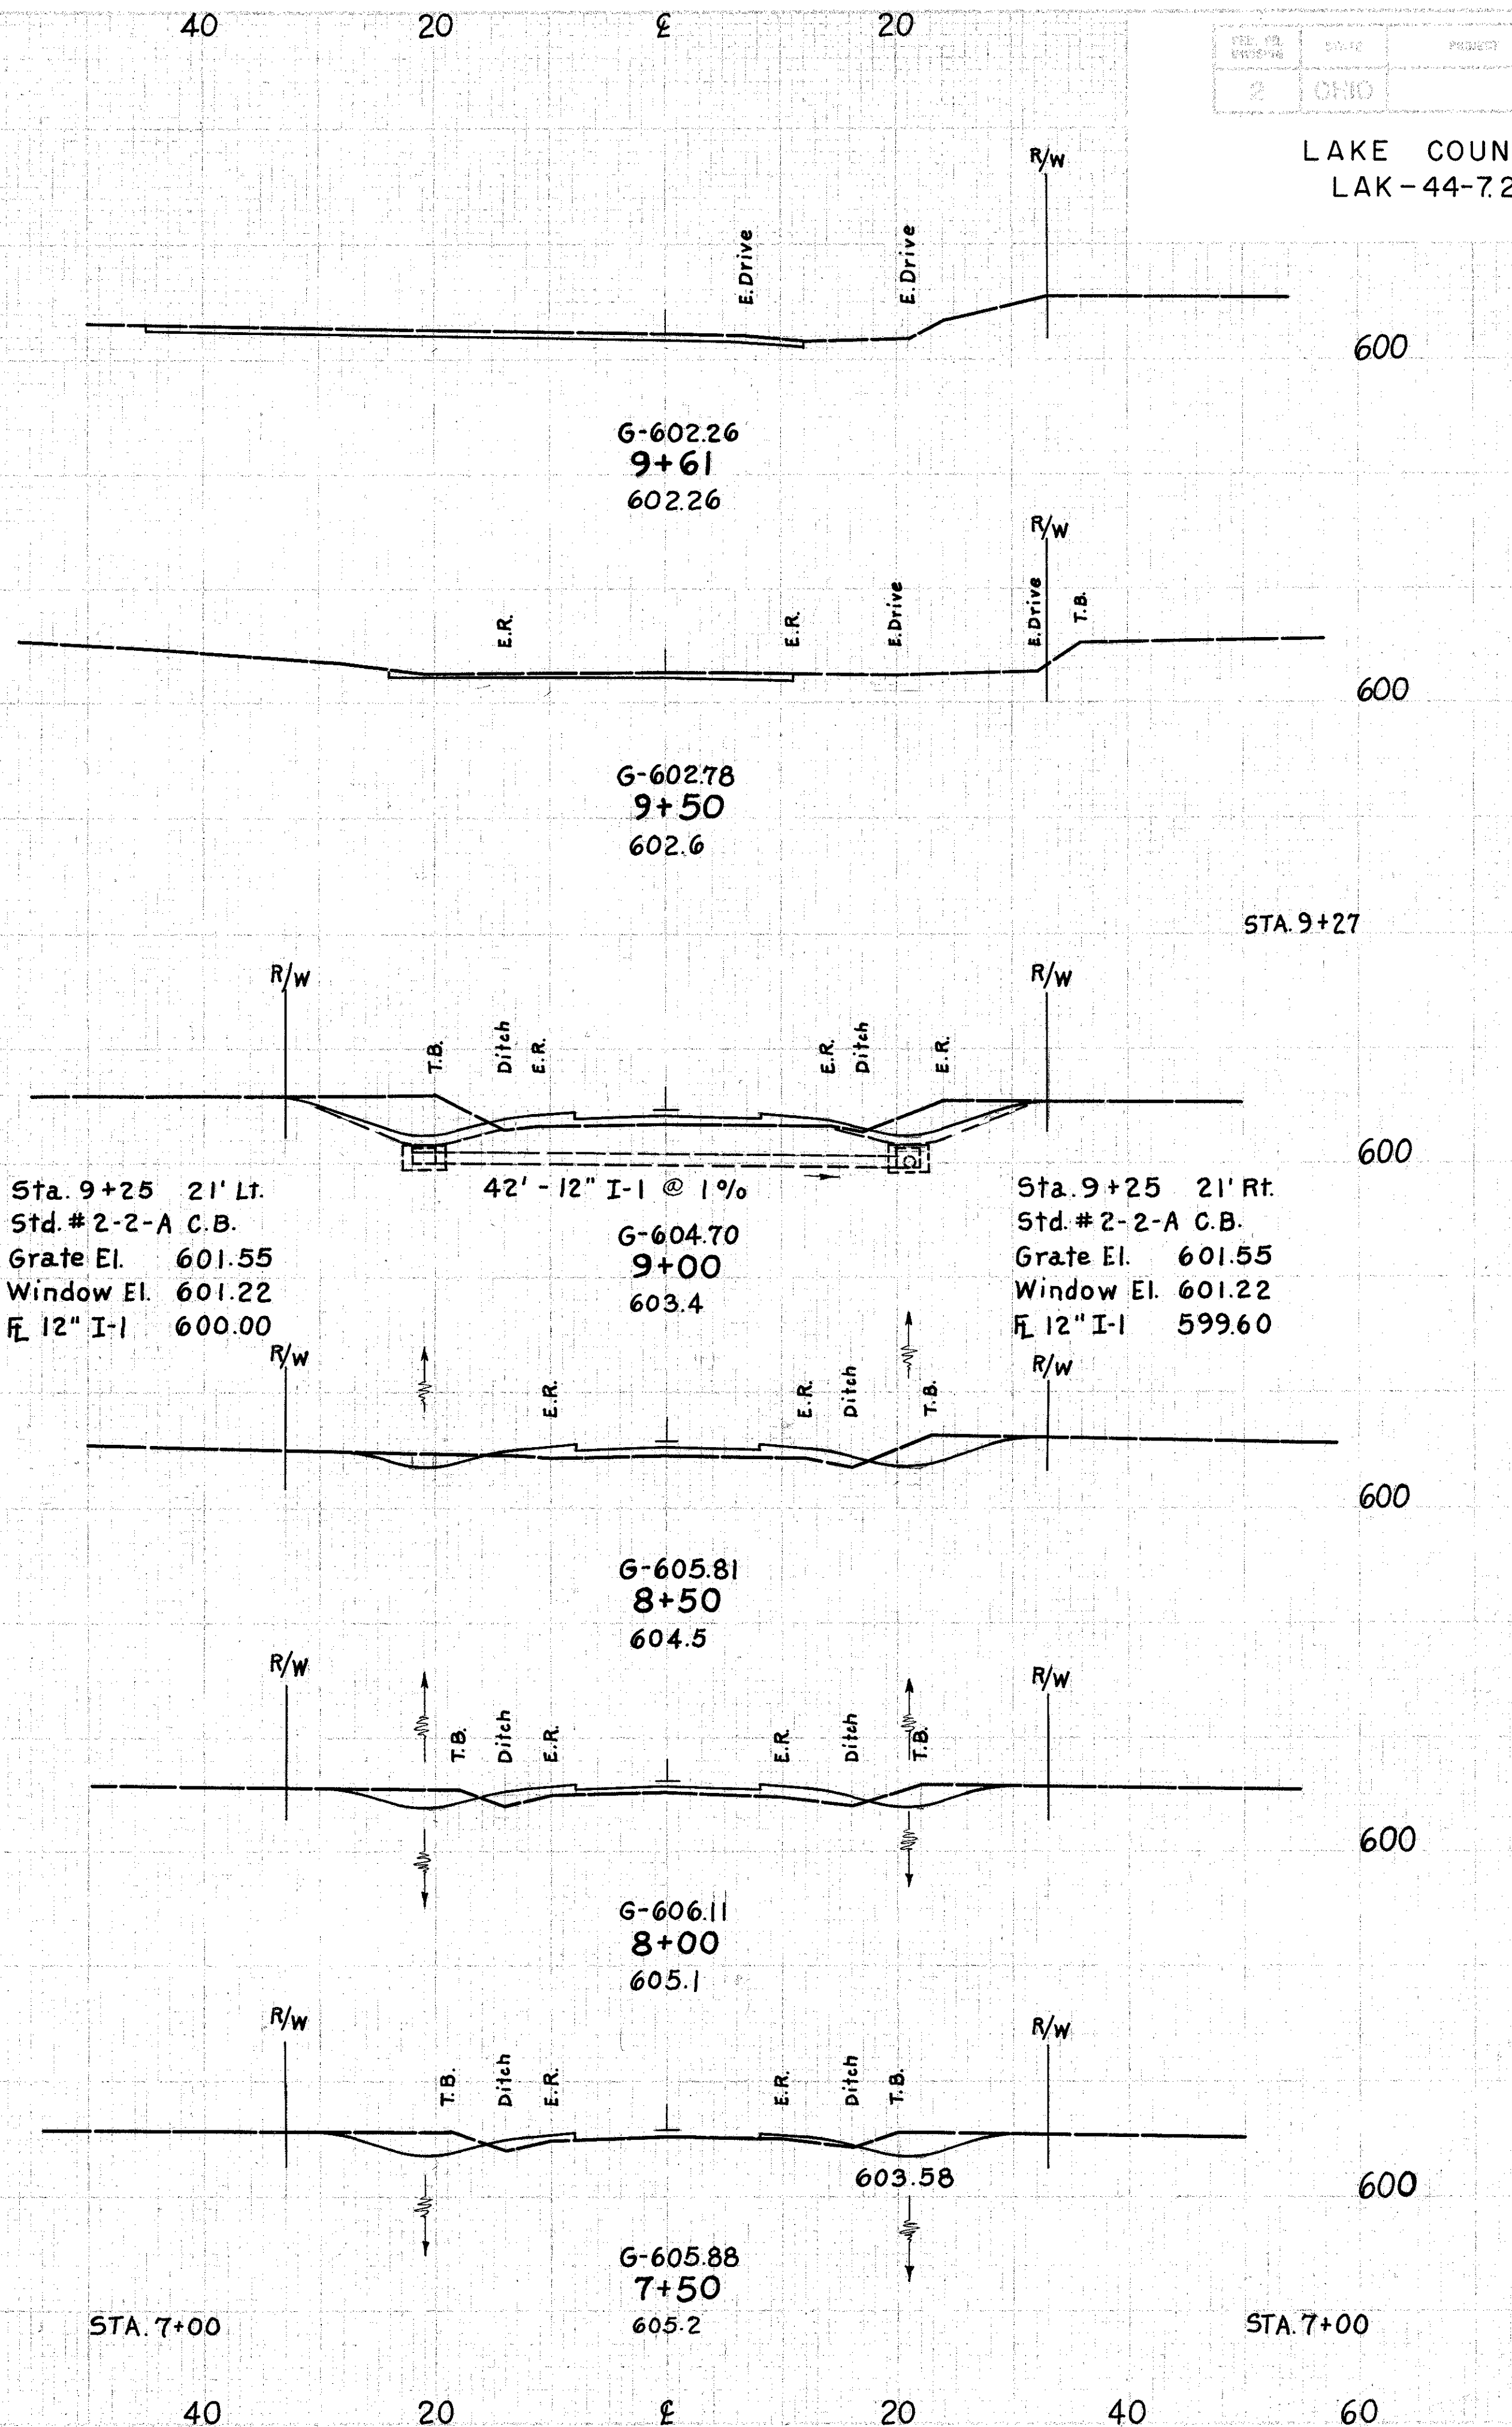 40 20 ℄ 20
2 OHIO PROJECT
LAKE COUN
LAK-44-7.2
R/W
E.Drive E.Drive
600
G-602.26
9+61
602.26
R/W
E.R. E.R. E.Drive E.Drive T.B.
600
G-602.78
9+50
602.6
STA. 9+27
R/W R/W
T.B. Ditch E.R. E.R. Ditch E.R.
600
42' - 12" I-1 @ 1%
Sta. 9+25 21' Lt.
Std. # 2-2-A C.B.
Grate El. 601.55
Window El. 601.22
FL 12" I-1 600.00
G-604.70
9+00
603.4
Sta. 9+25 21' Rt.
Std. # 2-2-A C.B.
Grate El. 601.55
Window El. 601.22
FL 12" I-1 599.60
R/W R/W
E.R. E.R. Ditch T.B.
600
G-605.81
8+50
604.5
R/W R/W
T.B. Ditch E.R. E.R. Ditch T.B.
600
G-606.11
8+00
605.1
R/W R/W
T.B. Ditch E.R. E.R. Ditch T.B.
603.58
600
G-605.88
7+50
605.2
STA. 7+00 STA. 7+00
40 20 ℄ 20 40 60